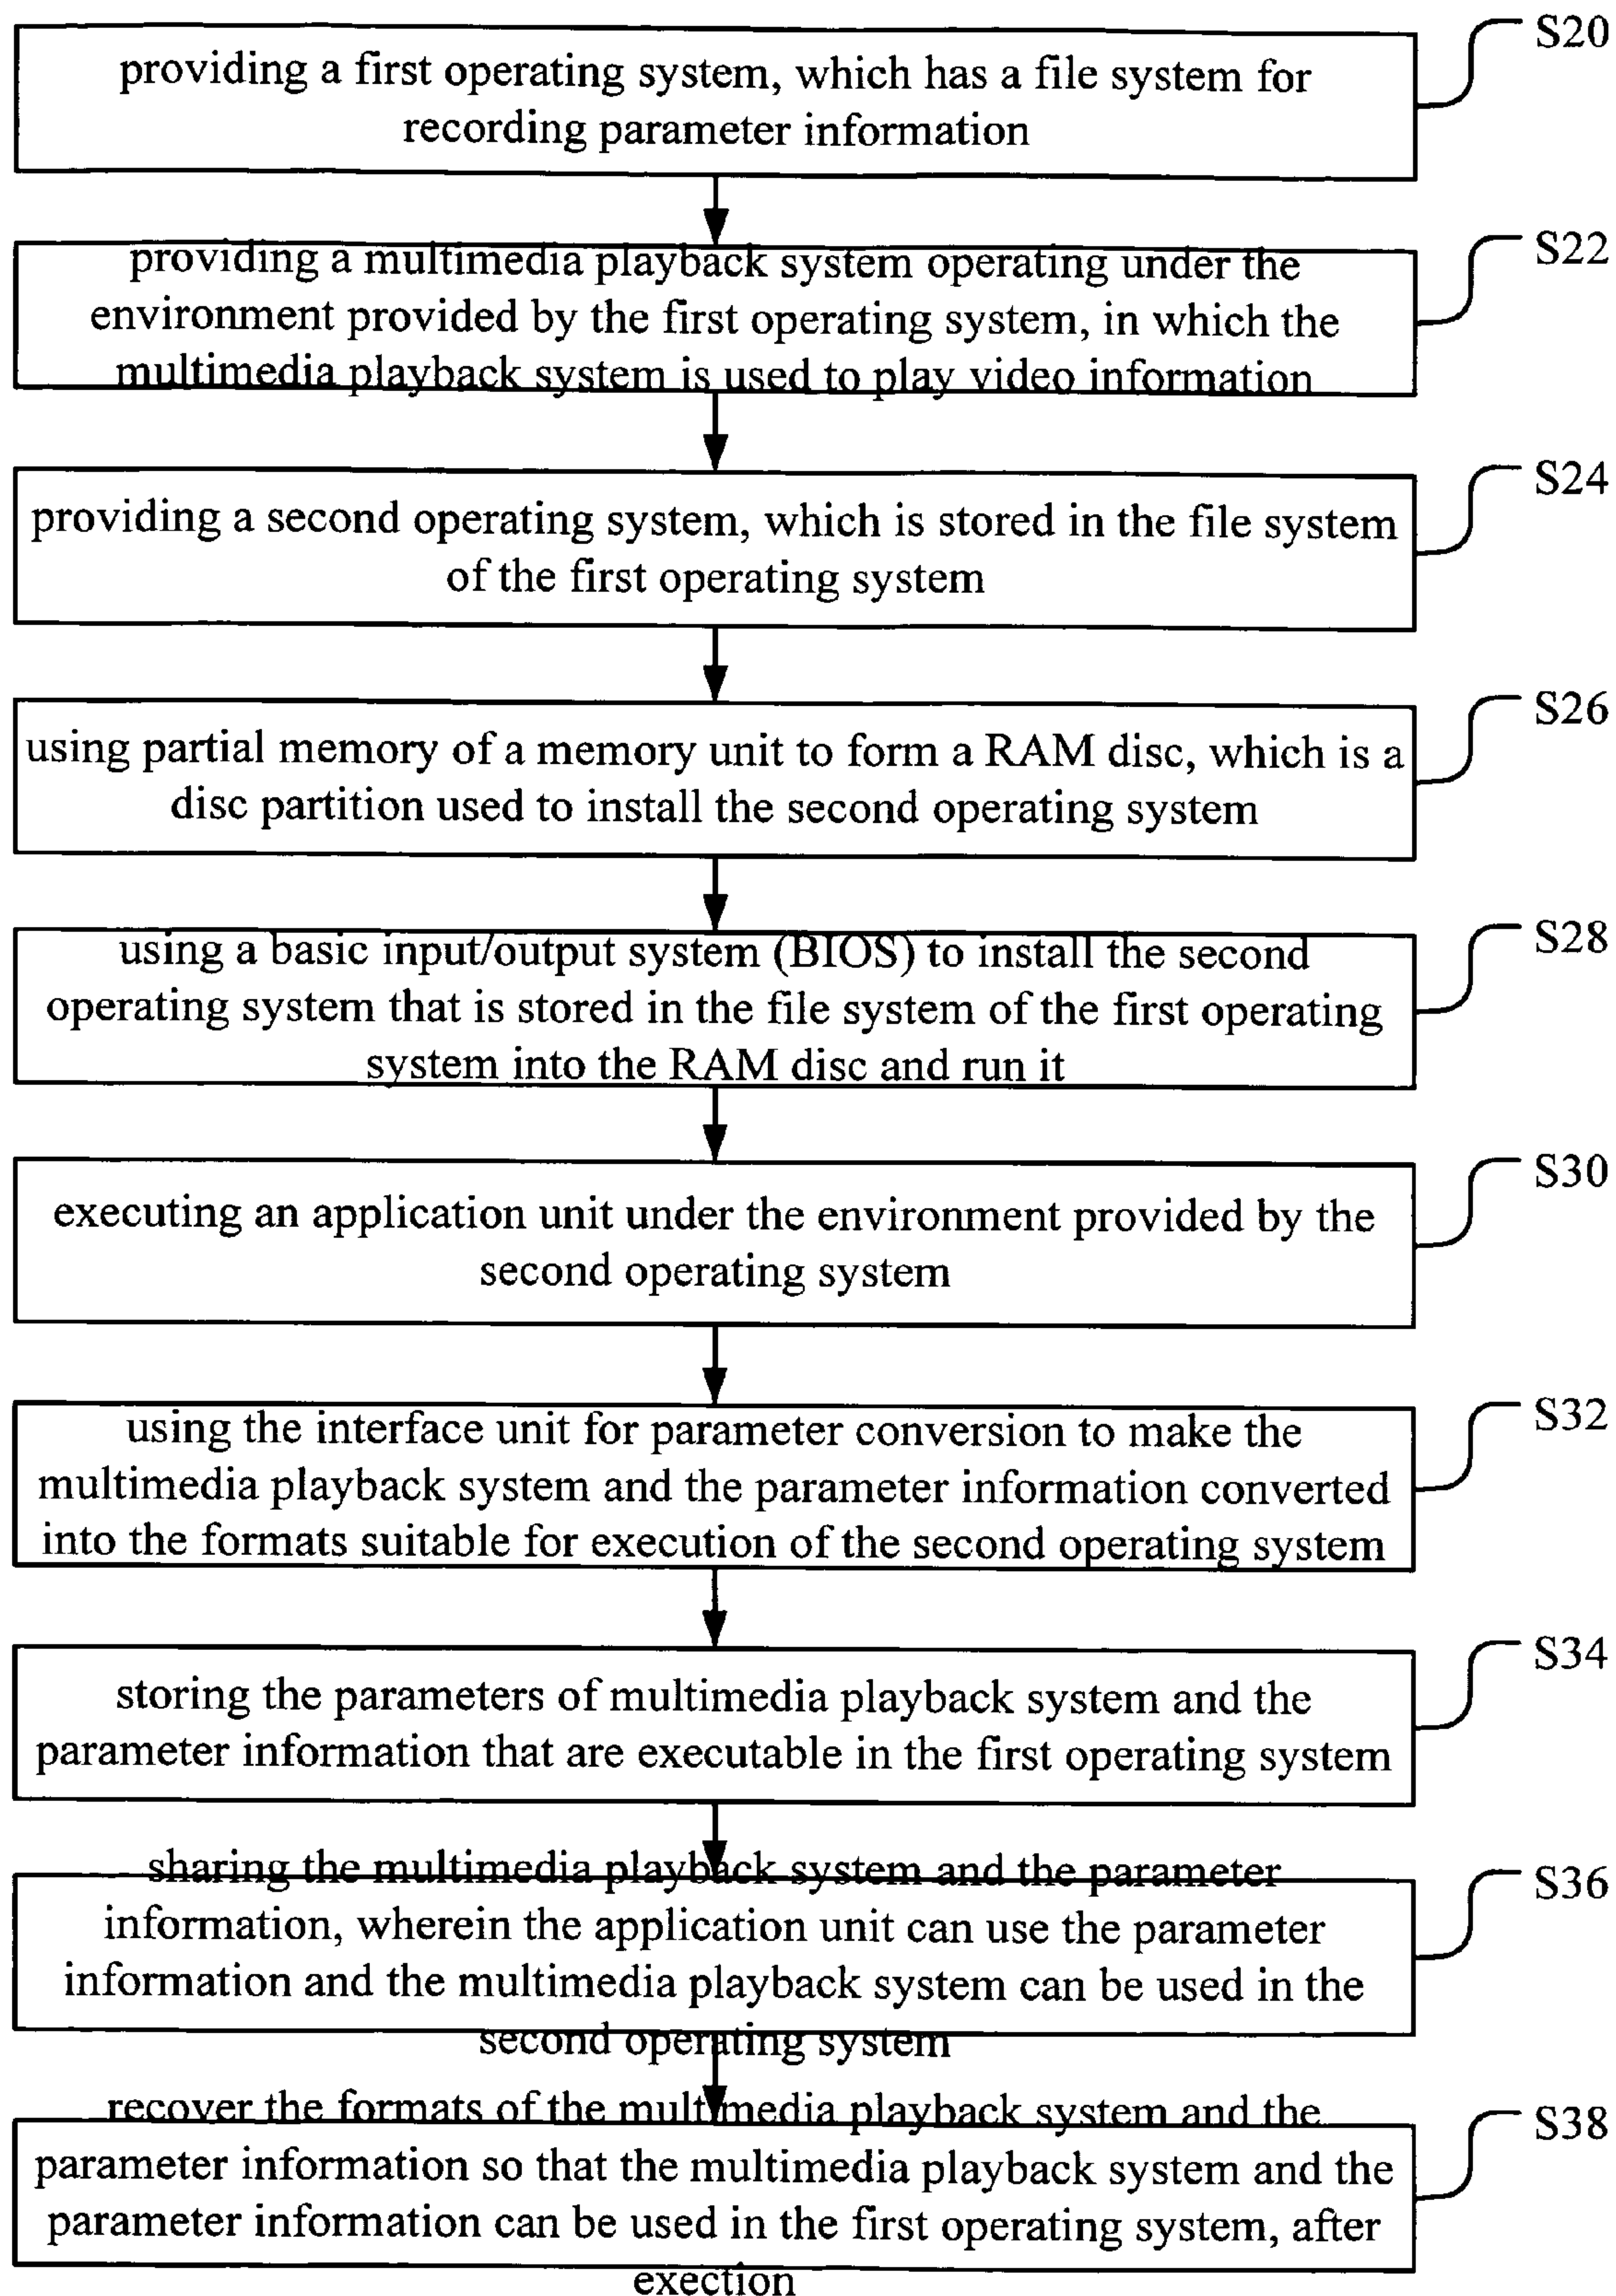 S20
providing a first operating system, which has a file system for
recording parameter information
S22
providing a multimedia playback system operating under the
environment provided by the first operating system, in which the
multimedia playback system is used to play video information
S24
providing a second operating system, which is stored in the file system
of the first operating system
S26
using partial memory of a memory unit to form a RAM disc, which is a
disc partition used to install the second operating system
S28
using a basic input/output system (BIOS) to install the second
operating system that is stored in the file system of the first operating
system into the RAM disc and run it
S30
executing an application unit under the environment provided by the
second operating system
S32
using the interface unit for parameter conversion to make the
multimedia playback system and the parameter information converted
into the formats suitable for execution of the second operating system
S34
storing the parameters of multimedia playback system and the
parameter information that are executable in the first operating system
S36
sharing the multimedia playback system and the parameter
information, wherein the application unit can use the parameter
information and the multimedia playback system can be used in the
second operating system
S38
recover the formats of the multimedia playback system and the
parameter information so that the multimedia playback system and the
parameter information can be used in the first operating system, after
exection